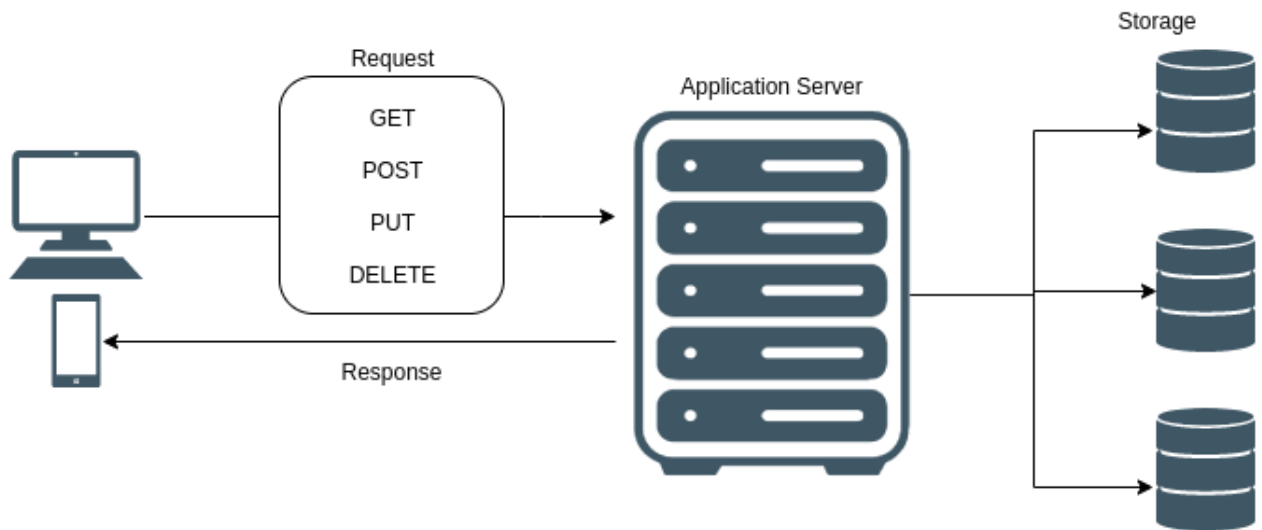 Storage
Request
Application Server
GET
POST
PUT
DELETE
Response